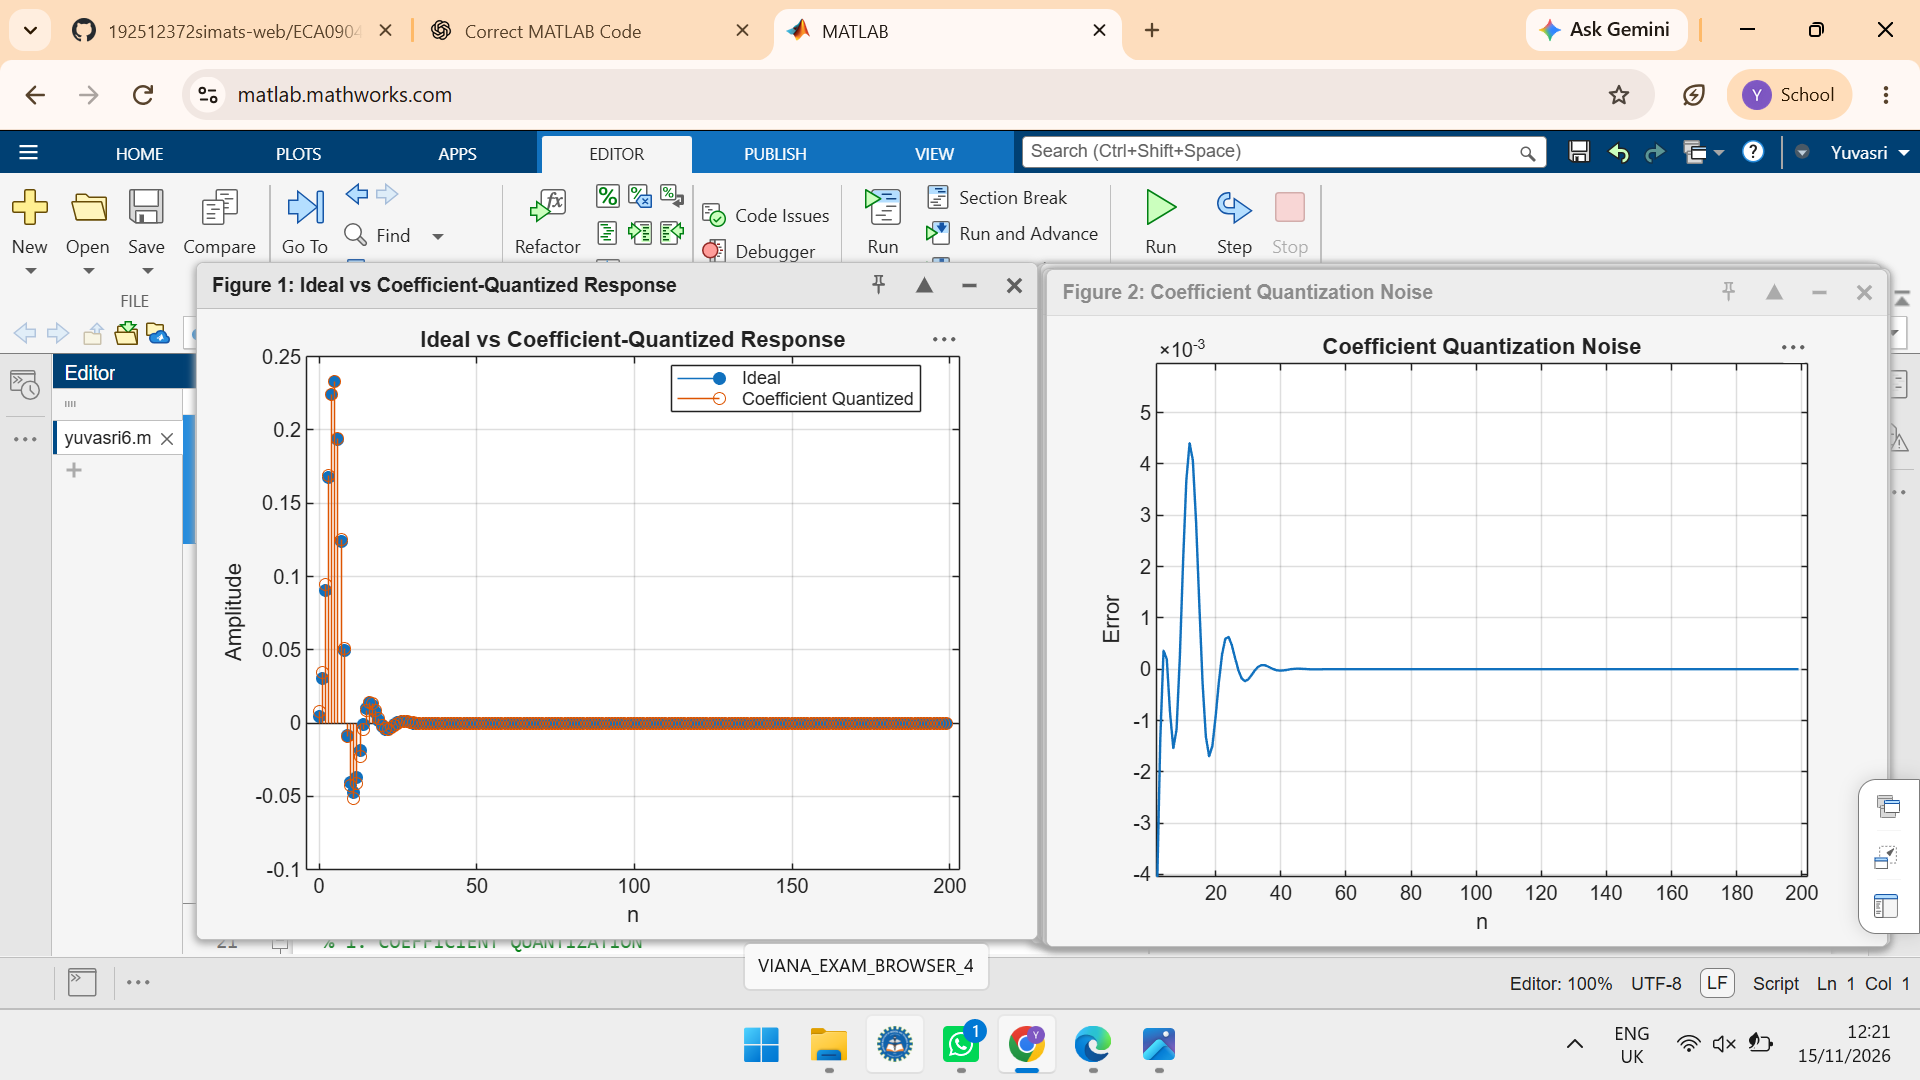 192512372simats-web/ECA0904
Correct MATLAB Code
MATLAB
Ask Gemini
matlab.mathworks.com
Y School
HOME
PLOTS
APPS
EDITOR
PUBLISH
VIEW
Search (Ctrl+Shift+Space)
Yuvasri
New
Open
Save
Compare
Go To
Find
Refactor
Code Issues
Debugger
Run
Section Break
Run and Advance
Run
Step
Stop
FILE
Editor
yuvasri6.m
Figure 1: Ideal vs Coefficient-Quantized Response
Ideal vs Coefficient-Quantized Response
Ideal
Coefficient Quantized
0.25
0.2
0.15
0.1
0.05
0
-0.05
-0.1
Amplitude
0 50 100 150 200
n
Figure 2: Coefficient Quantization Noise
×10-3
Coefficient Quantization Noise
5
4
3
2
1
0
-1
-2
-3
-4
Error
20 40 60 80 100 120 140 160 180 200
n
21 % 1. COEFFICIENT QUANTIZATION
VIANA_EXAM_BROWSER_4
Editor: 100% UTF-8 LF Script Ln 1 Col 1
1
Y
ENG
UK
12:21
15/11/2026